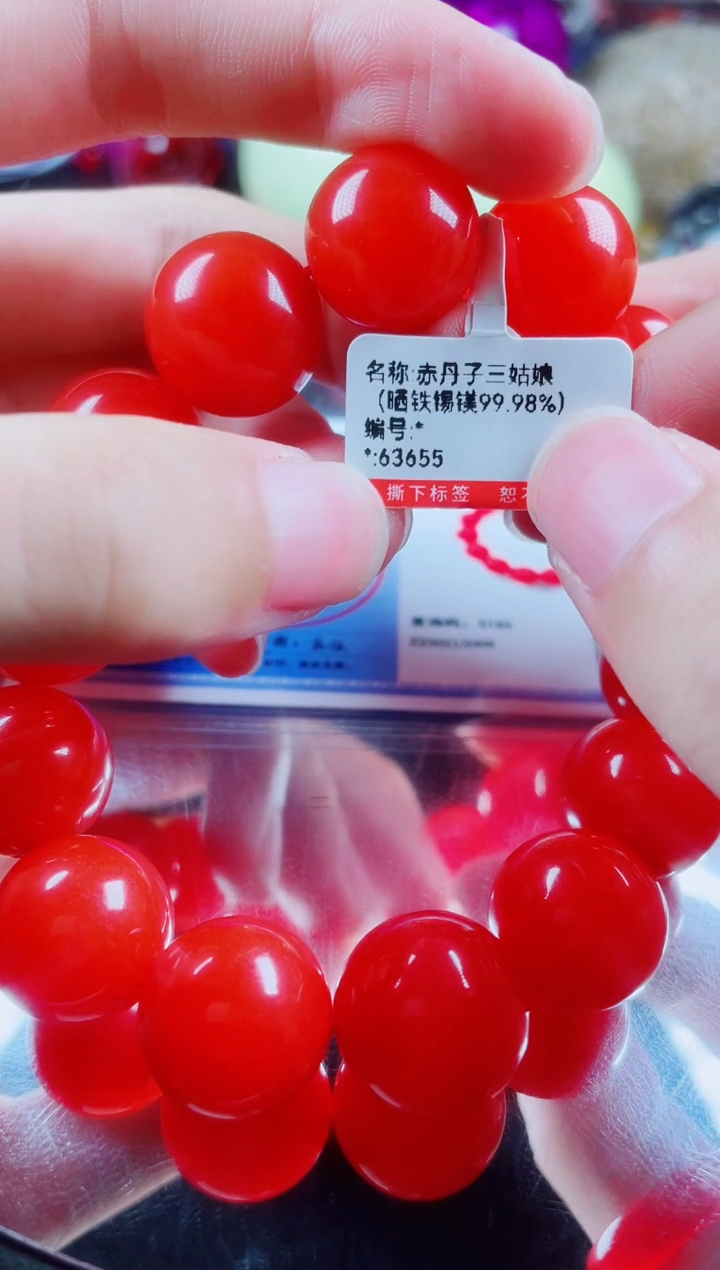 名称:赤丹子三姑娘
(晒铁锡镁99.98%)
编号:*
*:63655
撕下标签 恕不